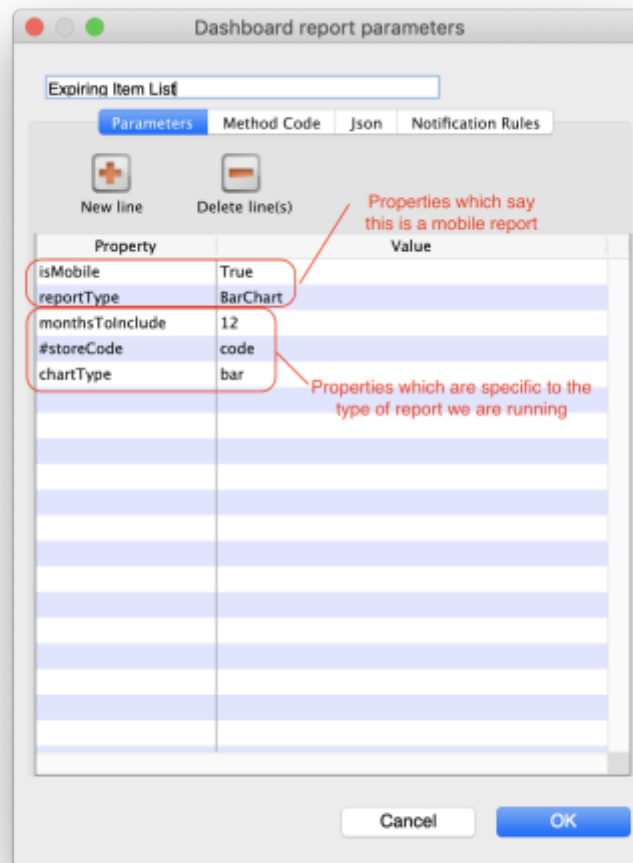 Dashboard report parameters
Expiring Item List
Parameters Method Code Json Notification Rules
New line Delete line(s)
Properties which say
this is a mobile report
Property Value
isMobile True
reportType BarChart
monthsToInclude 12
#storeCode code
chartType bar
Properties which are specific to the
type of report we are running
Cancel OK